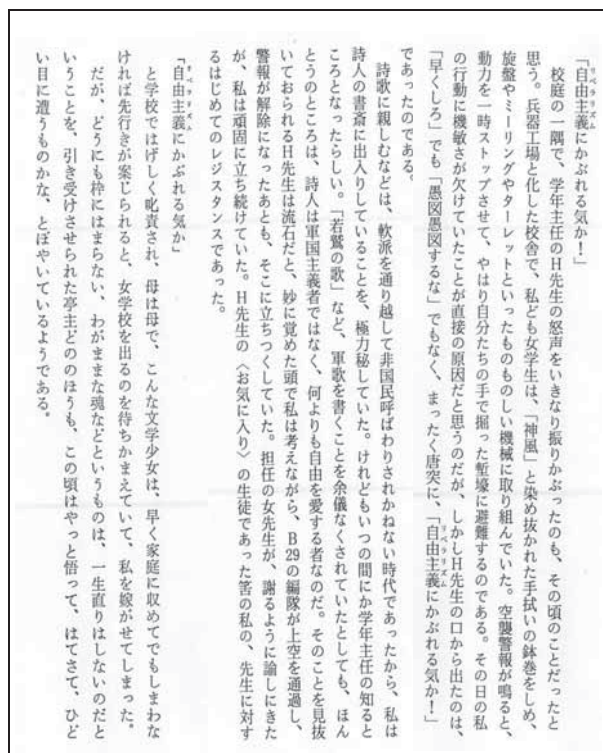 「自由主義にかぶれる気か！」
校庭の一隅で、学年主任のH先生の怒声をいきなり振りかぶったのも、その頃のことだったと
思う。兵器工場と化した校舎で、私ども女学生は、「神風」と染め抜かれた手拭いの鉢巻をしめ、
旋盤やミーリングやターレットといったものものしい機械に取り組んでいた。空襲警報が鳴ると、
動力を一時ストップさせて、やはり自分たちの手で掘った塹壕に避難するのである。その日の私
の行動に機敏さが欠けていたことが直接の原因だと思うのだが、しかしH先生の口から出たのは、
「早くしろ」でも「愚図愚図するな」でもなく、まったく唐突に、「自由主義にかぶれる気か！」
であったのである。
詩歌に親しむなどは、軟派を通り越して非国民呼ばわりされかねない時代であったから、私は
詩人の書斎に出入りしていることを、極力秘していた。けれどもいつの間にか学年主任の知ると
ころとなったらしい。「若鷲の歌」など、軍歌を書くことを余儀なくされていたとしても、ほん
とうのところは、詩人は軍国主義者ではなく、何よりも自由を愛する者なのだ。そのことを見抜
いておられるH先生は流石だと、妙に覚めた頭で私は考えながら、B29の編隊が上空を通過し、
警報が解除になったあとも、そこに立ちつくしていた。担任の女先生が、謝るように諭しにきた
が、私は頑固に立ち続けていた。H先生の〈お気に入り〉の生徒であった筈の私の、先生に対す
るはじめてのレジスタンスであった。
「自由主義にかぶれる気か」
と学校ではげしく叱責され、母は母で、こんな文学少女は、早く家庭に収めてでもしまわな
ければ先行きが案じられると、女学校を出るのを待ちかまえていて、私を嫁がせてしまった。
だが、どうにも枠にはまらない、わがままな魂などというものは、一生直りはしないのだと
いうことを、引き受けさせられた亭主どののほうも、この頃はやっと悟って、はてさて、ひど
い目に遭うものかな、とぼやいているようである。